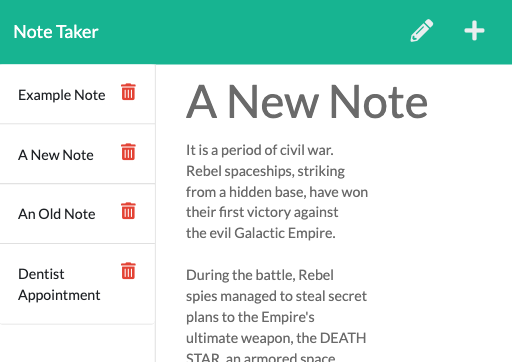 Note Taker
Example Note
A New Note
An Old Note
Dentist
Appointment
A New Note
It is a period of civil war.
Rebel spaceships, striking
from a hidden base, have won
their first victory against
the evil Galactic Empire.
During the battle, Rebel
spies managed to steal secret
plans to the Empire's
ultimate weapon, the DEATH
STAR, an armored space